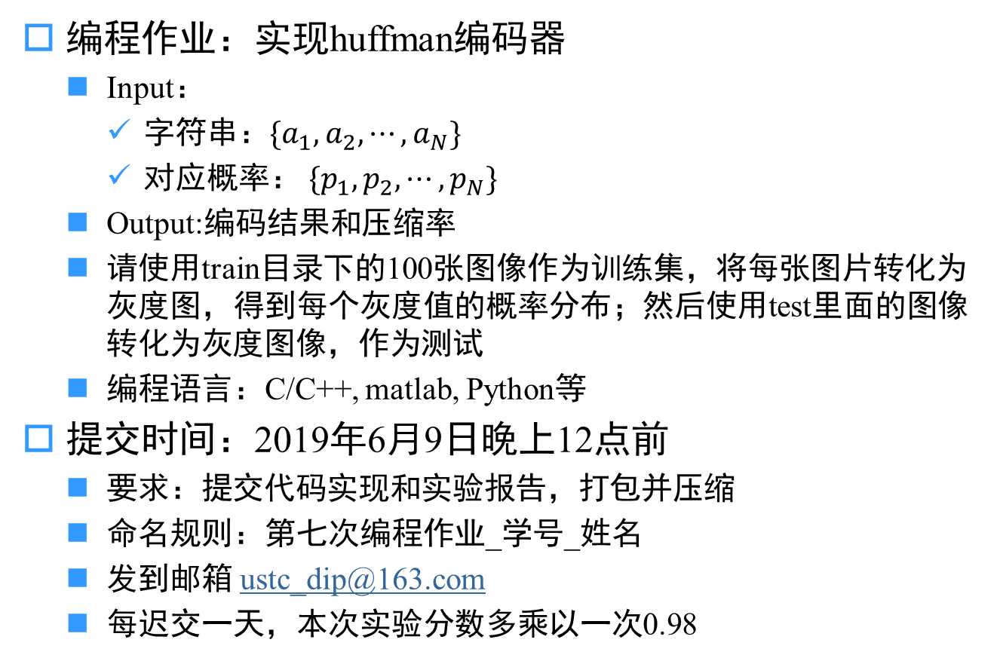 编程作业：实现huffman编码器
Input：
字符串：{a₁, a₂, ⋯, a_N}
对应概率： {p₁, p₂, ⋯, p_N}
Output:编码结果和压缩率
请使用train目录下的100张图像作为训练集，将每张图片转化为
灰度图，得到每个灰度值的概率分布；然后使用test里面的图像
转化为灰度图像，作为测试
编程语言：C/C++, matlab, Python等
提交时间：2019年6月9日晚上12点前
要求：提交代码实现和实验报告，打包并压缩
命名规则：第七次编程作业_学号_姓名
发到邮箱 ustc_dip@163.com
每迟交一天，本次实验分数多乘以一次0.98